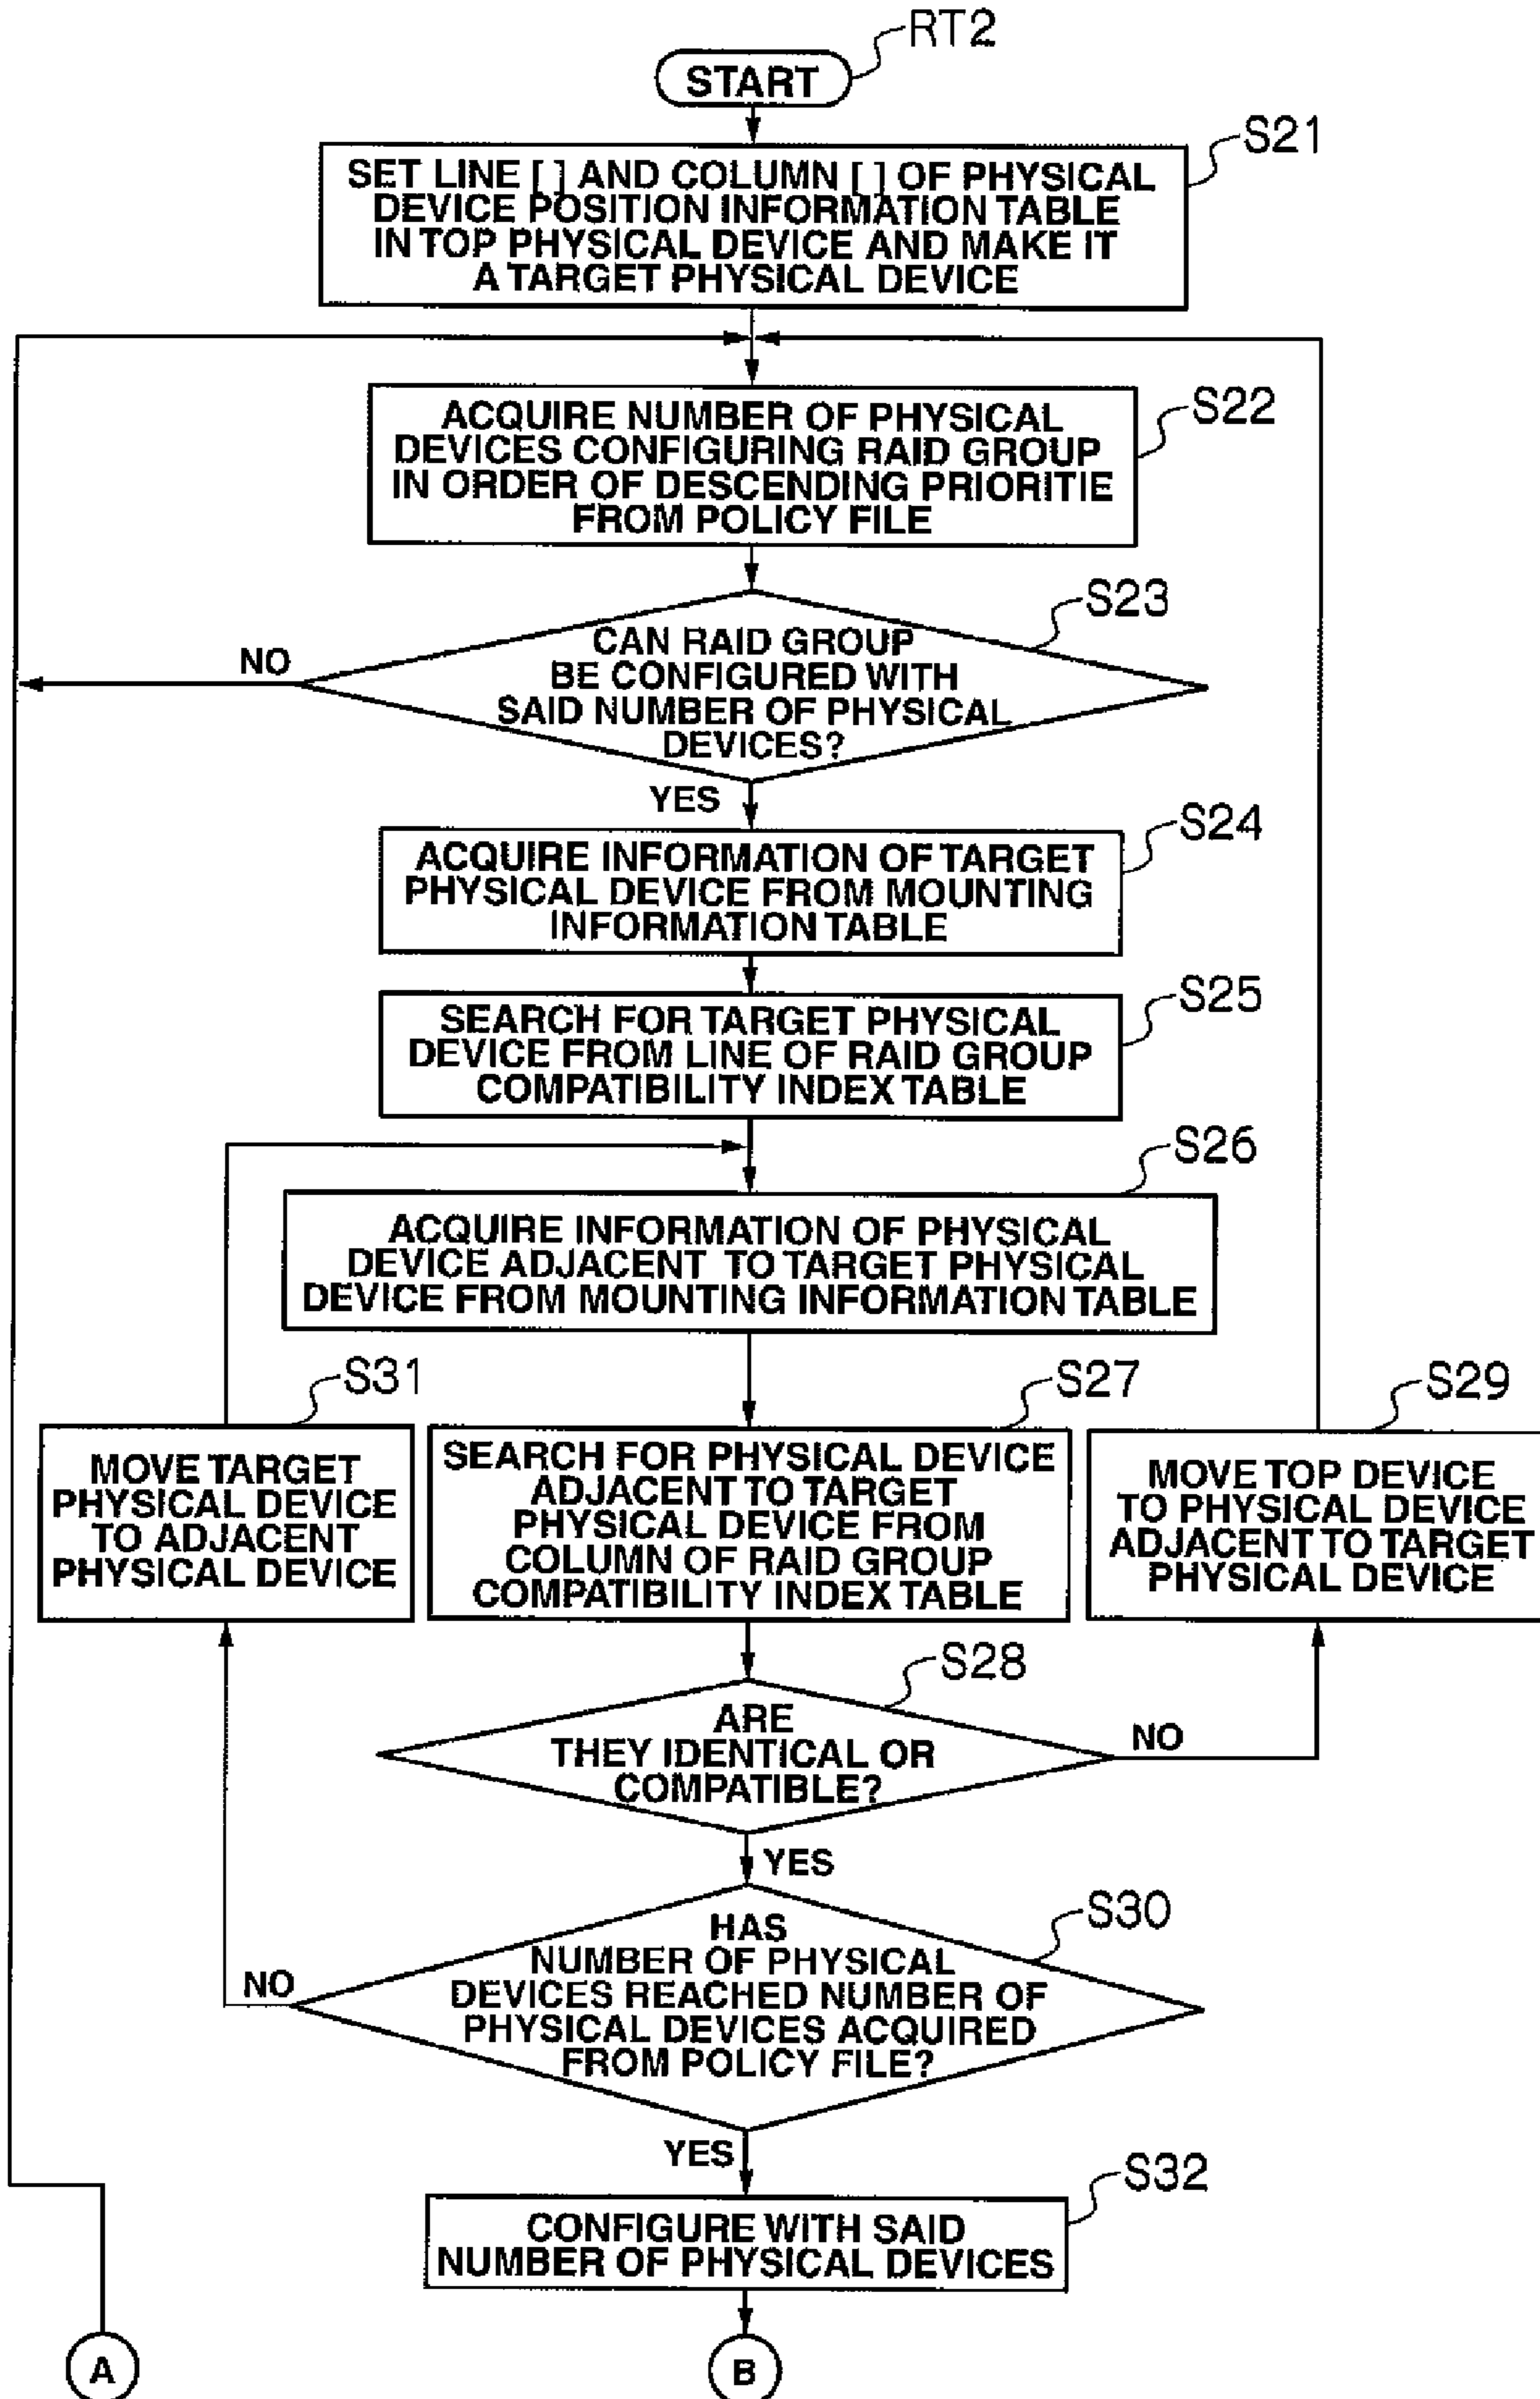 RT2
START
S21
SET LINE [ ] AND COLUMN [ ] OF PHYSICAL
DEVICE POSITION INFORMATION TABLE
IN TOP PHYSICAL DEVICE AND MAKE IT
A TARGET PHYSICAL DEVICE
S22
ACQUIRE NUMBER OF PHYSICAL
DEVICES CONFIGURING RAID GROUP
IN ORDER OF DESCENDING PRIORITIE
FROM POLICY FILE
S23
CAN RAID GROUP
BE CONFIGURED WITH
SAID NUMBER OF PHYSICAL
DEVICES?
NO
YES
S24
ACQUIRE INFORMATION OF TARGET
PHYSICAL DEVICE FROM MOUNTING
INFORMATION TABLE
S25
SEARCH FOR TARGET PHYSICAL
DEVICE FROM LINE OF RAID GROUP
COMPATIBILITY INDEX TABLE
S26
ACQUIRE INFORMATION OF PHYSICAL
DEVICE ADJACENT TO TARGET PHYSICAL
DEVICE FROM MOUNTING INFORMATION TABLE
S31
MOVE TARGET
PHYSICAL DEVICE
TO ADJACENT
PHYSICAL DEVICE
S27
SEARCH FOR PHYSICAL DEVICE
ADJACENT TO TARGET
PHYSICAL DEVICE FROM
COLUMN OF RAID GROUP
COMPATIBILITY INDEX TABLE
S29
MOVE TOP DEVICE
TO PHYSICAL DEVICE
ADJACENT TO TARGET
PHYSICAL DEVICE
S28
ARE
THEY IDENTICAL OR
COMPATIBLE?
NO
YES
S30
HAS
NUMBER OF PHYSICAL
DEVICES REACHED NUMBER OF
PHYSICAL DEVICES ACQUIRED
FROM POLICY FILE?
NO
YES
S32
CONFIGURE WITH SAID
NUMBER OF PHYSICAL DEVICES
A
B